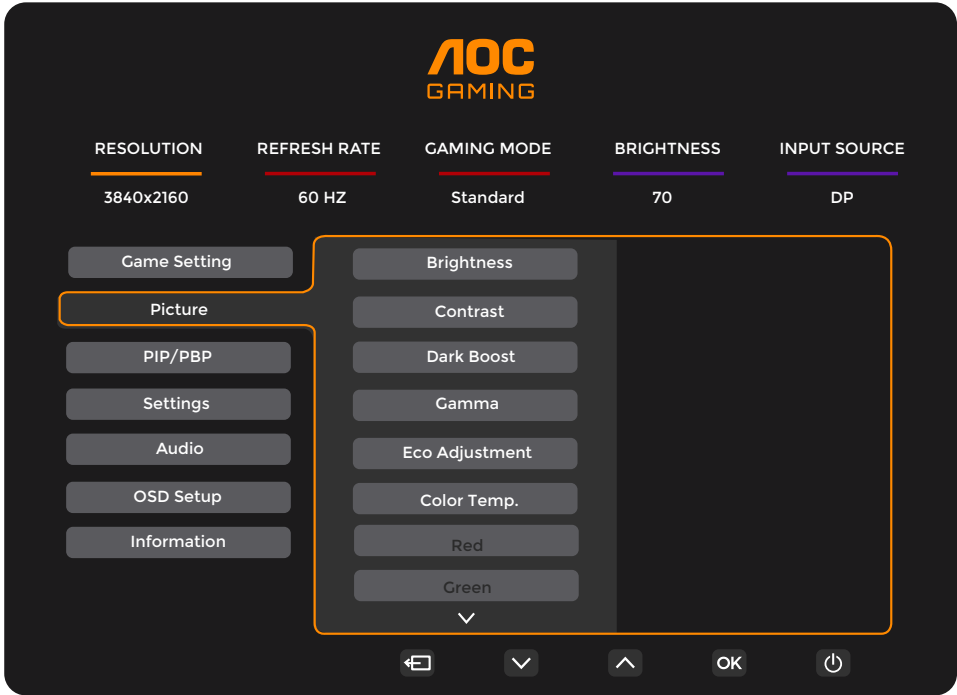 AOC
GAMING
RESOLUTION REFRESH RATE GAMING MODE BRIGHTNESS INPUT SOURCE
3840x2160 60 HZ Standard 70 DP
Game Setting
Picture
PIP/PBP
Settings
Audio
OSD Setup
Information
Brightness
Contrast
Dark Boost
Gamma
Eco Adjustment
Color Temp.
Red
Green
OK